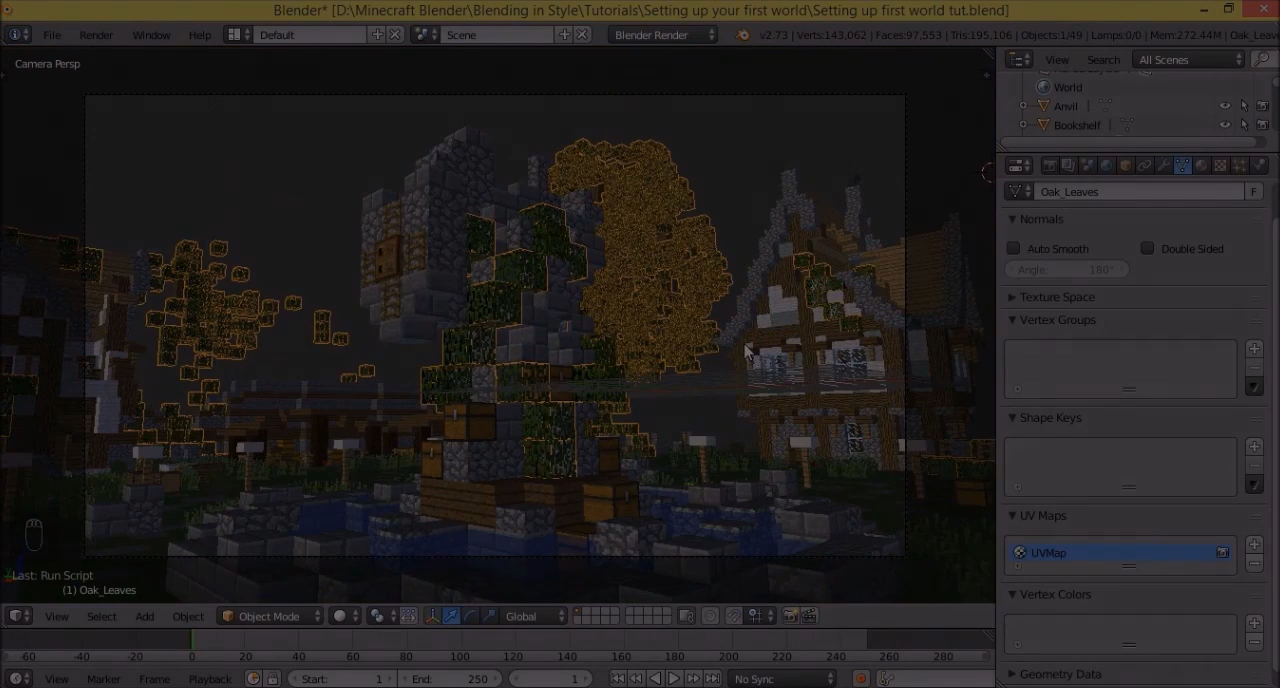 Blender* [D:\Minecraft Blender\Blending in Style\Tutorials\Setting up your first world\Setting up first world tut.blend]
File Render Window Help Default Scene Blender Render v2.73 | Verts:143,062 | Faces:97,553 | Tris:195,106 | Objects:1/49 | Lamps:0/0 | Mem:272.44M | Oak_Leaves
Camera Persp
View Search All Scenes
World
Anvil
Bookshelf
Oak_Leaves F
Normals
Auto Smooth Double Sided
Angle: 180°
Texture Space
Vertex Groups
Shape Keys
UV Maps
UVMap
Vertex Colors
Geometry Data
Last: Run Script
(1) Oak_Leaves
View Select Add Object Object Mode Global
-60 -40 -20 0 20 40 60 80 100 120 140 160 180 200 220 240 260 280
View Marker Frame Playback Start: 1 End: 250 1 No Sync